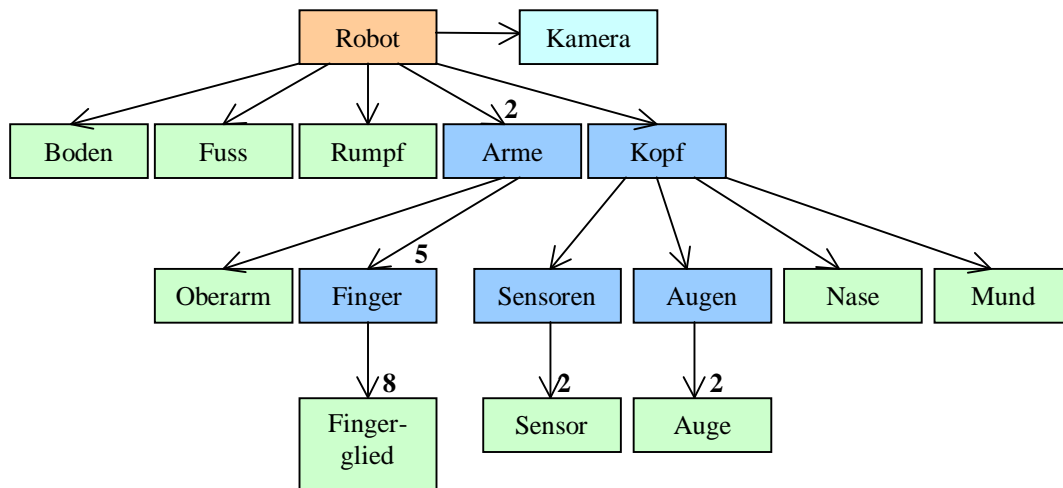 Robot
Kamera
2
Boden
Fuss
Rumpf
Arme
Kopf
5
Oberarm
Finger
Sensoren
Augen
Nase
Mund
8
2
2
Finger-
glied
Sensor
Auge